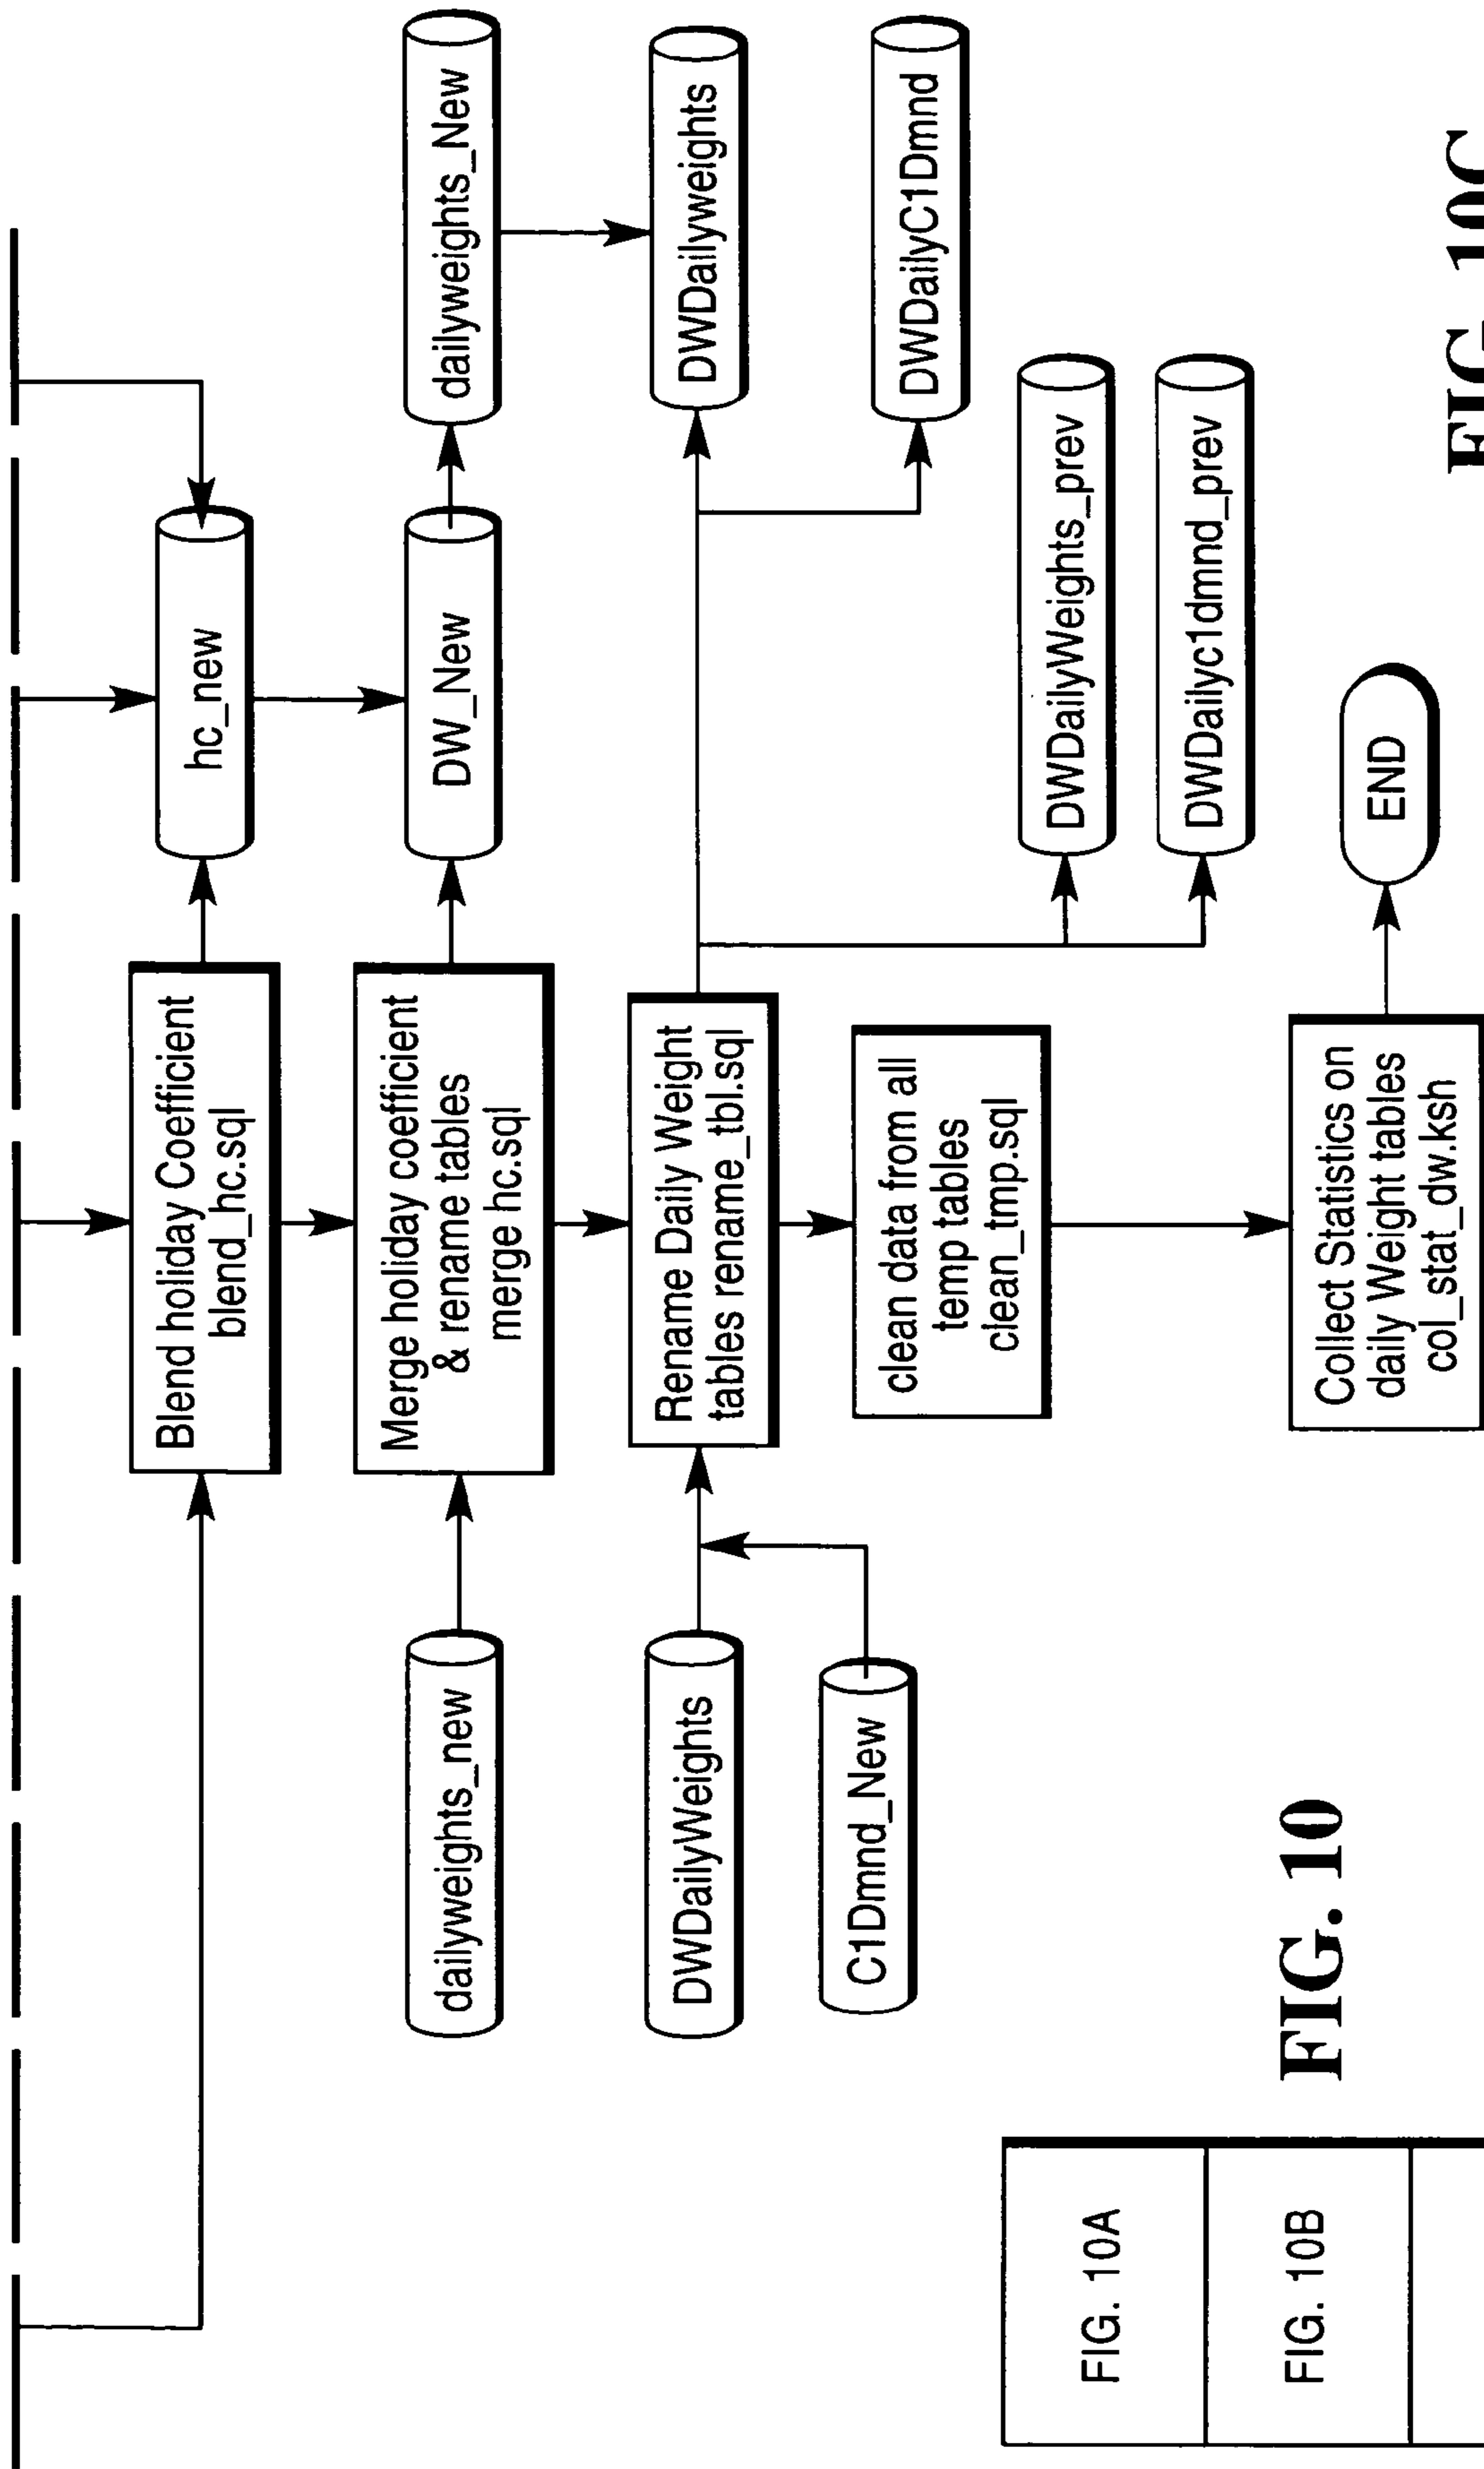 Blend holiday Coefficient
blend_hc.sql
hc_new
dailyweights_new
Merge holiday coefficient
& rename tables
merge hc.sql
DW_New
dailyweights_New
DWDailyWeights
C1Dmnd_New
Rename Daily Weight
tables rename_tbl.sql
DWDailyweights
DWDailyC1Dmnd
clean data from all
temp tables
clean_tmp.sql
DWDailyWeights_prev
DWDailyc1dmnd_prev
Collect Statistics on
daily Weight tables
col_stat_dw.ksh
END
FIG. 10A
FIG. 10B
FIG. 10
FIG. 10C